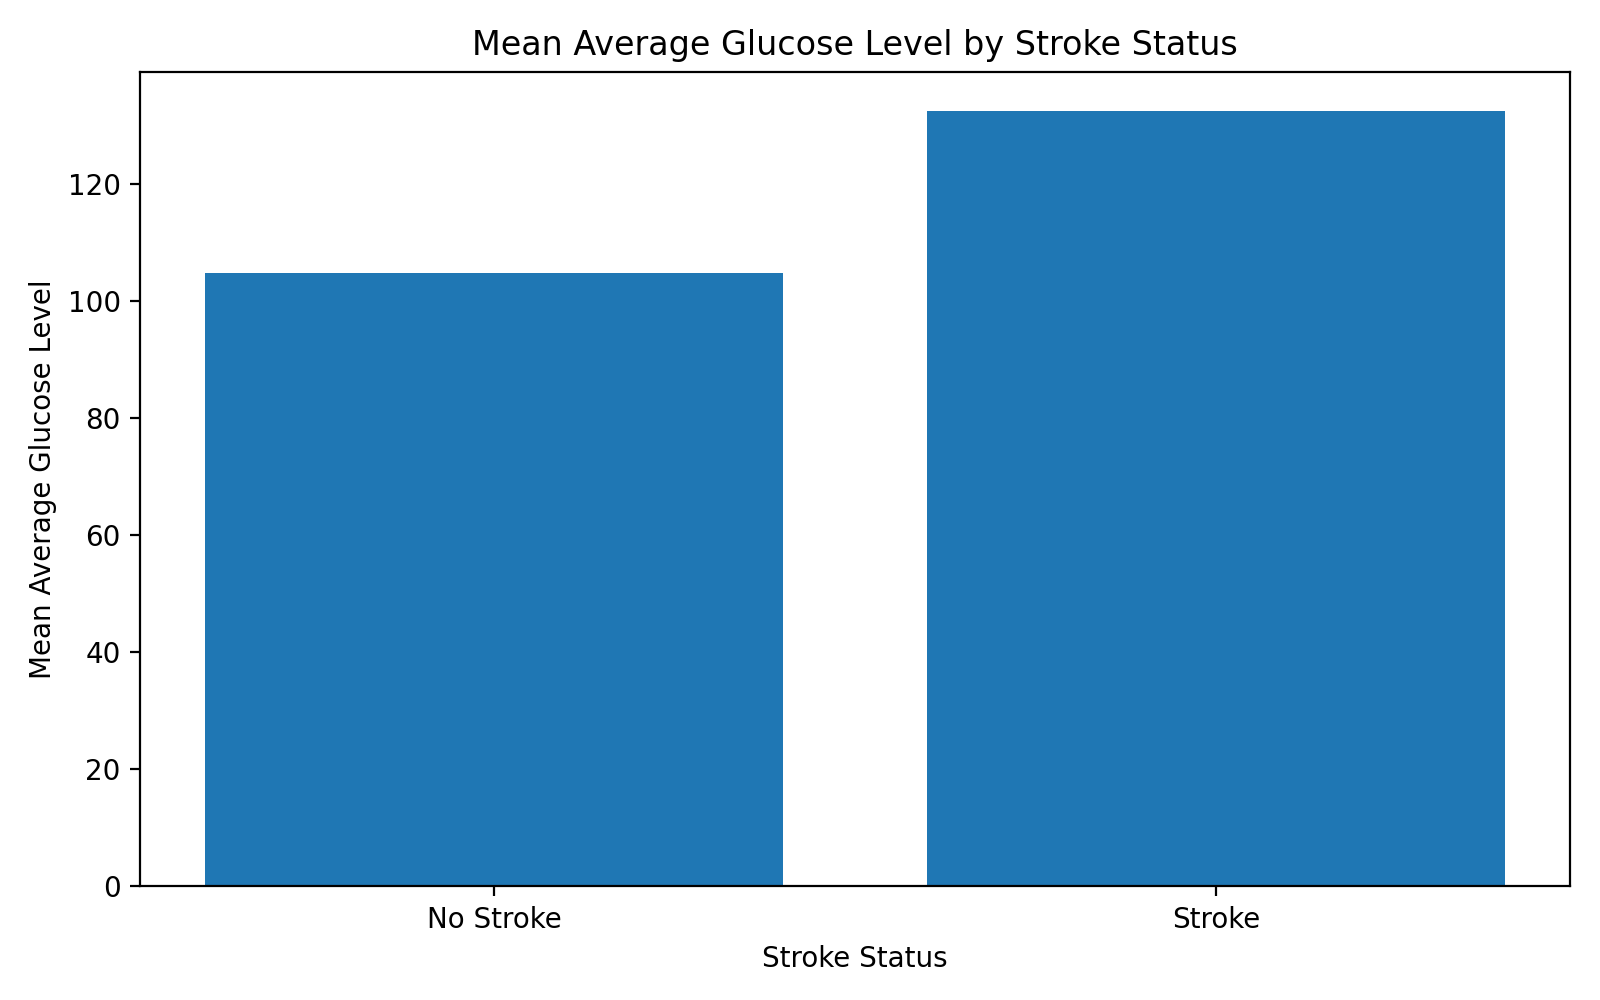 Mean Average Glucose Level by Stroke Status
Mean Average Glucose Level
120
100
80
60
40
20
0
No Stroke
Stroke
Stroke Status